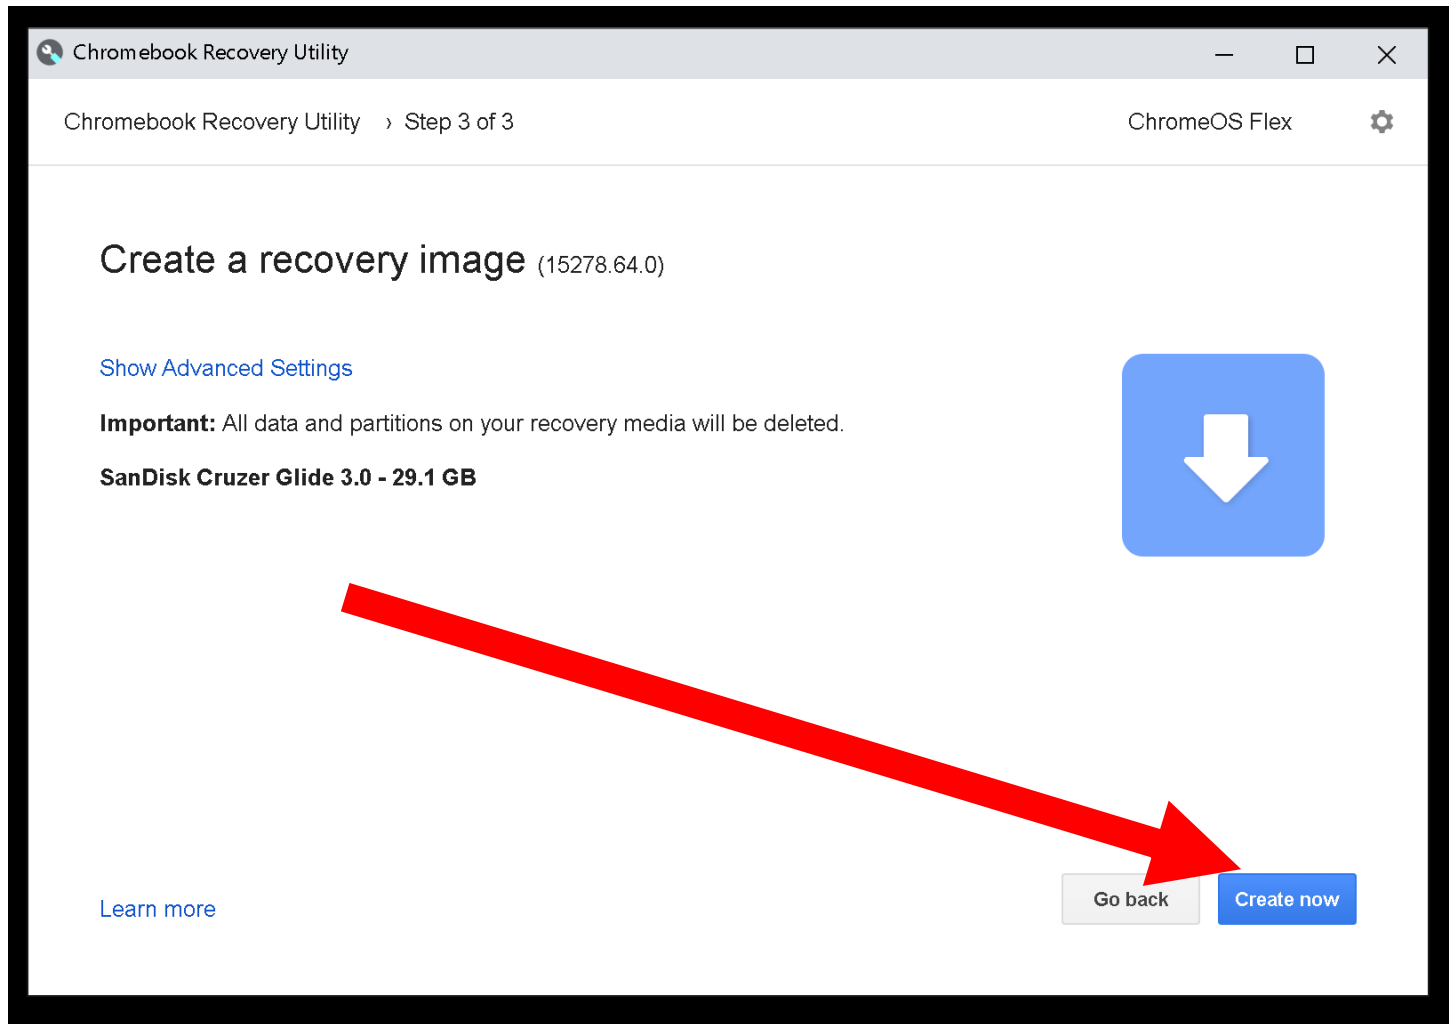 Chromebook Recovery Utility
Chromebook Recovery Utility › Step 3 of 3
ChromeOS Flex
Create a recovery image (15278.64.0)
Show Advanced Settings
Important: All data and partitions on your recovery media will be deleted.
SanDisk Cruzer Glide 3.0 - 29.1 GB
Learn more
Go back
Create now